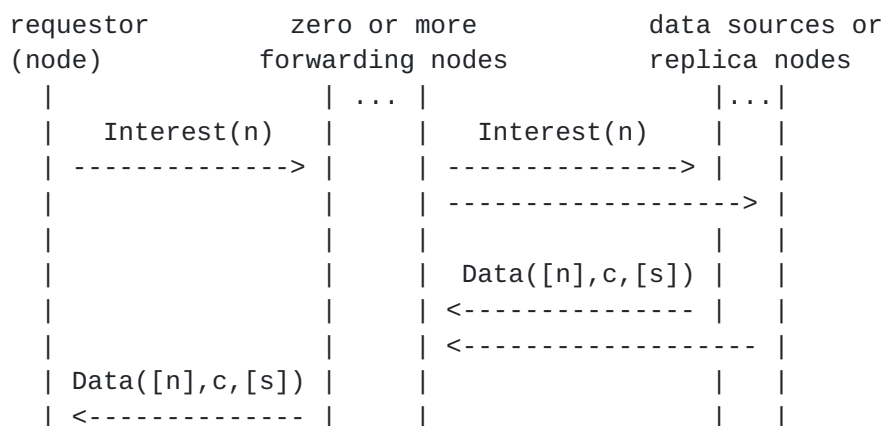 requestor         zero or more           data sources or
(node)       forwarding nodes         replica nodes
  |                 | ... |                  |...|
  |   Interest(n)   |     |   Interest(n)    |   |
  | --------------> |     | ---------------> |   |
  |                 |     | -------------------> |
  |                 |     |                  |   |
  |                 |     |  Data([n],c,[s]) |   |
  |                 |     | <--------------- |   |
  |                 |     | <------------------- |
  | Data([n],c,[s]) |     |                  |   |
  | <-------------- |     |                  |   |